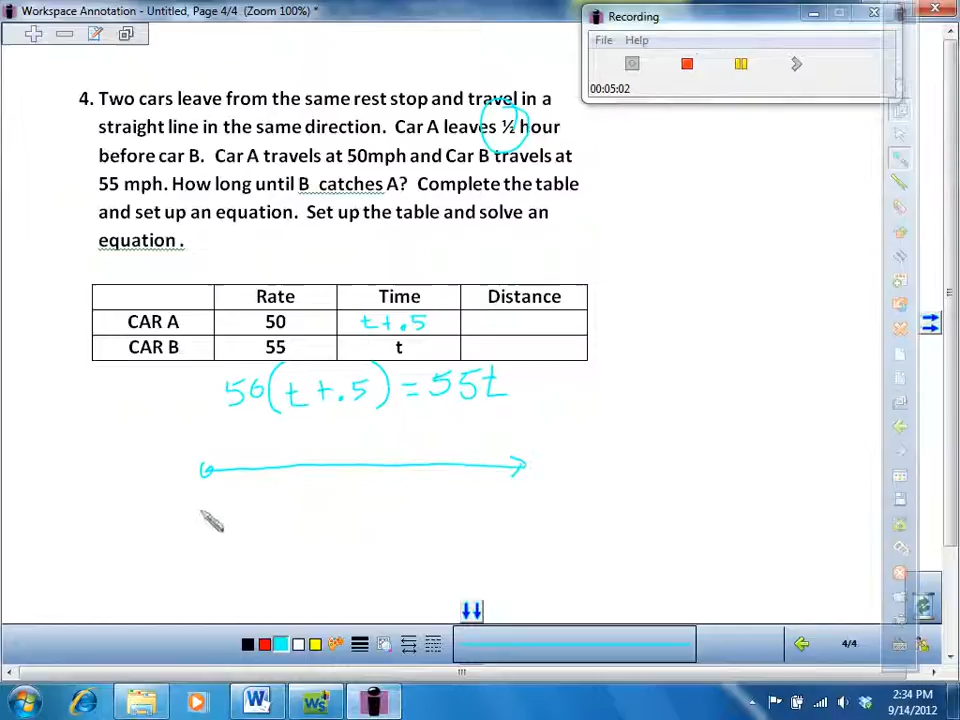 Workspace Annotation - Untitled, Page 4/4 (Zoom 100%) *
Recording
File Help
00:05:02
4. Two cars leave from the same rest stop and travel in a
straight line in the same direction. Car A leaves ½ hour
before car B. Car A travels at 50mph and Car B travels at
55 mph. How long until B catches A? Complete the table
and set up an equation. Set up the table and solve an
equation .
Rate Time Distance
CAR A 50 t+.5
CAR B 55 t
50(t+.5)=55t
4/4
2:34 PM
9/14/2012